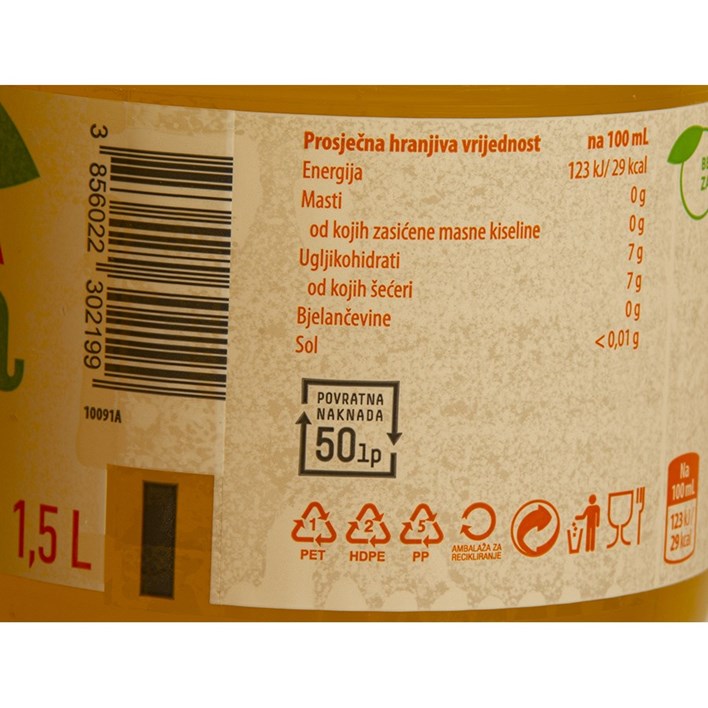 3 856022 302199
10091A
1,5 L
Prosječna hranjiva vrijednost na 100 mL
Energija 123 kJ/ 29 kcal
Masti 0 g
od kojih zasićene masne kiseline 0 g
Ugljikohidrati 7 g
od kojih šećeri 7 g
Bjelančevine 0 g
Sol < 0,01 g
POVRATNA
NAKNADA
50 lp
1 2 5
PET HDPE PP
AMBALAŽA ZA
RECIKLIRANJE
Na
100 mL
123 kJ/
29 kcal